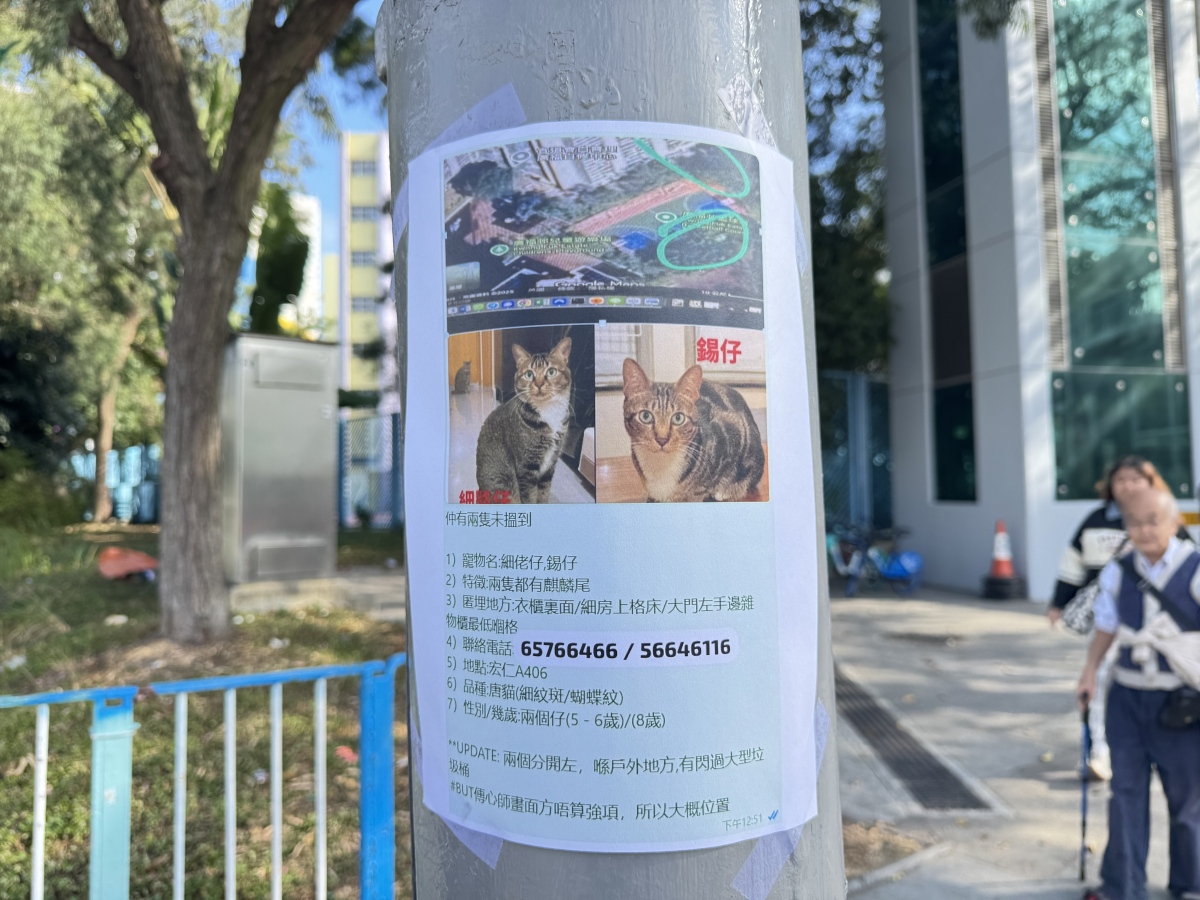 Google Maps
錫仔
仲有兩隻未搵到
1) 寵物名:細佬仔,錫仔
2) 特徵:兩隻都有麒麟尾
3) 匿埋地方:衣櫃裏面/細房上格床/大門左手邊雜
物櫃最低嗰格
4) 聯絡電話: 65766466 / 56646116
5) 地點:宏仁A406
6) 品種:唐貓(細紋斑/蝴蝶紋)
7) 性別/幾歲:兩個仔(5 - 6歲)/(8歲)
**UPDATE: 兩個分開左，喺戶外地方,有閃過大型垃
圾桶
#BUT傳心師畫面方唔算強項，所以大概位置
下午12:51